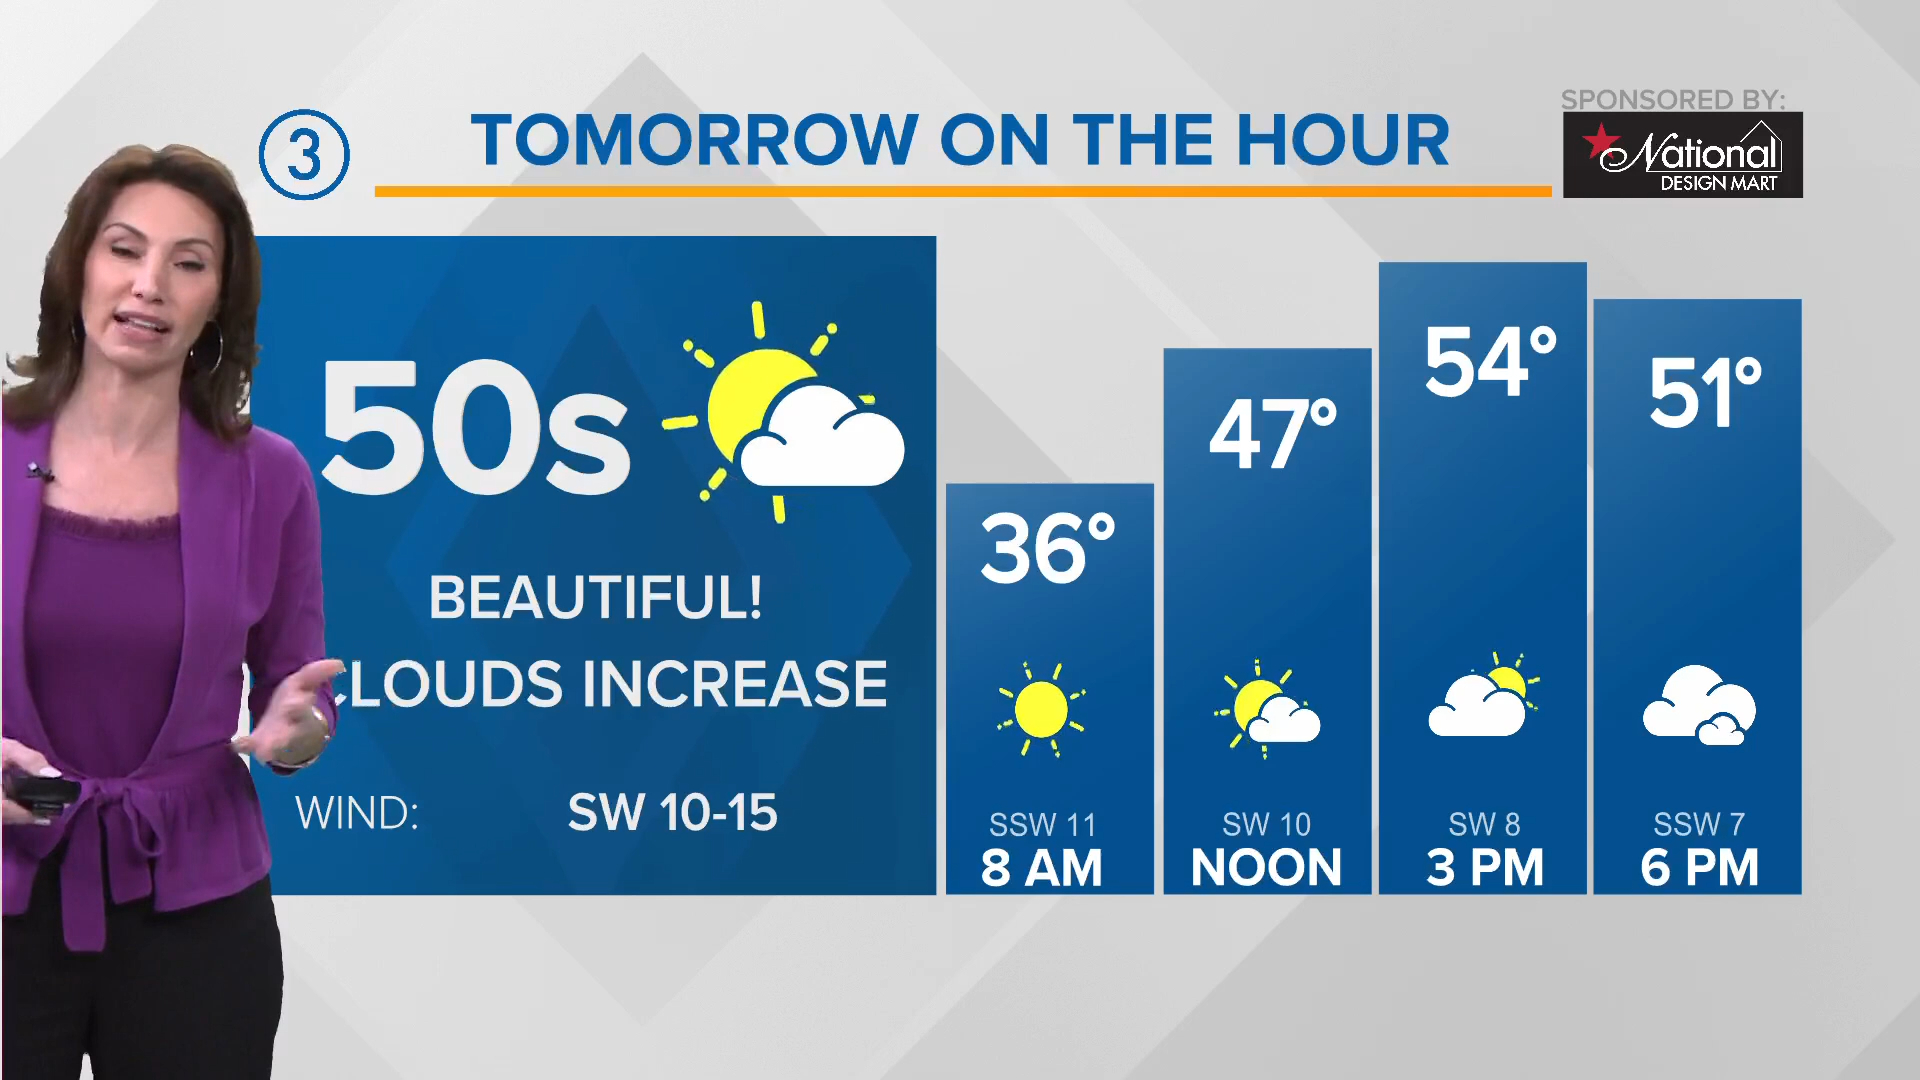 3
TOMORROW ON THE HOUR
SPONSORED BY:
National
DESIGN MART
50s
BEAUTIFUL!
CLOUDS INCREASE
WIND: SW 10-15
36°
SSW 11
8 AM
47°
SW 10
NOON
54°
SW 8
3 PM
51°
SSW 7
6 PM